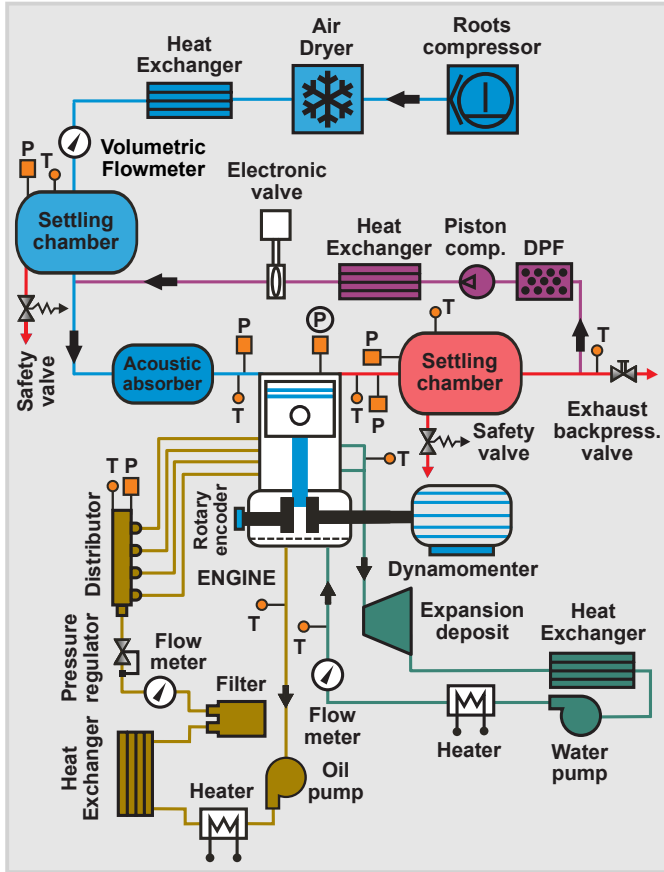 Heat
Exchanger
Air
Dryer
Roots
compressor
Volumetric
Flowmeter
P
T
Settling
chamber
Electronic
valve
Heat
Exchanger
Piston
comp.
DPF
Safety
valve
Acoustic
absorber
P
T
P
T
P
P
T
Settling
chamber
T
Safety
valve
Exhaust
backpress.
valve
T
P
Distributor
Rotary
encoder
T
ENGINE
Dynamomenter
T
T
Expansion
deposit
Heat
Exchanger
Pressure
regulator
Flow
meter
Filter
Flow
meter
Heater
Water
pump
Heat
Exchanger
Heater
Oil
pump